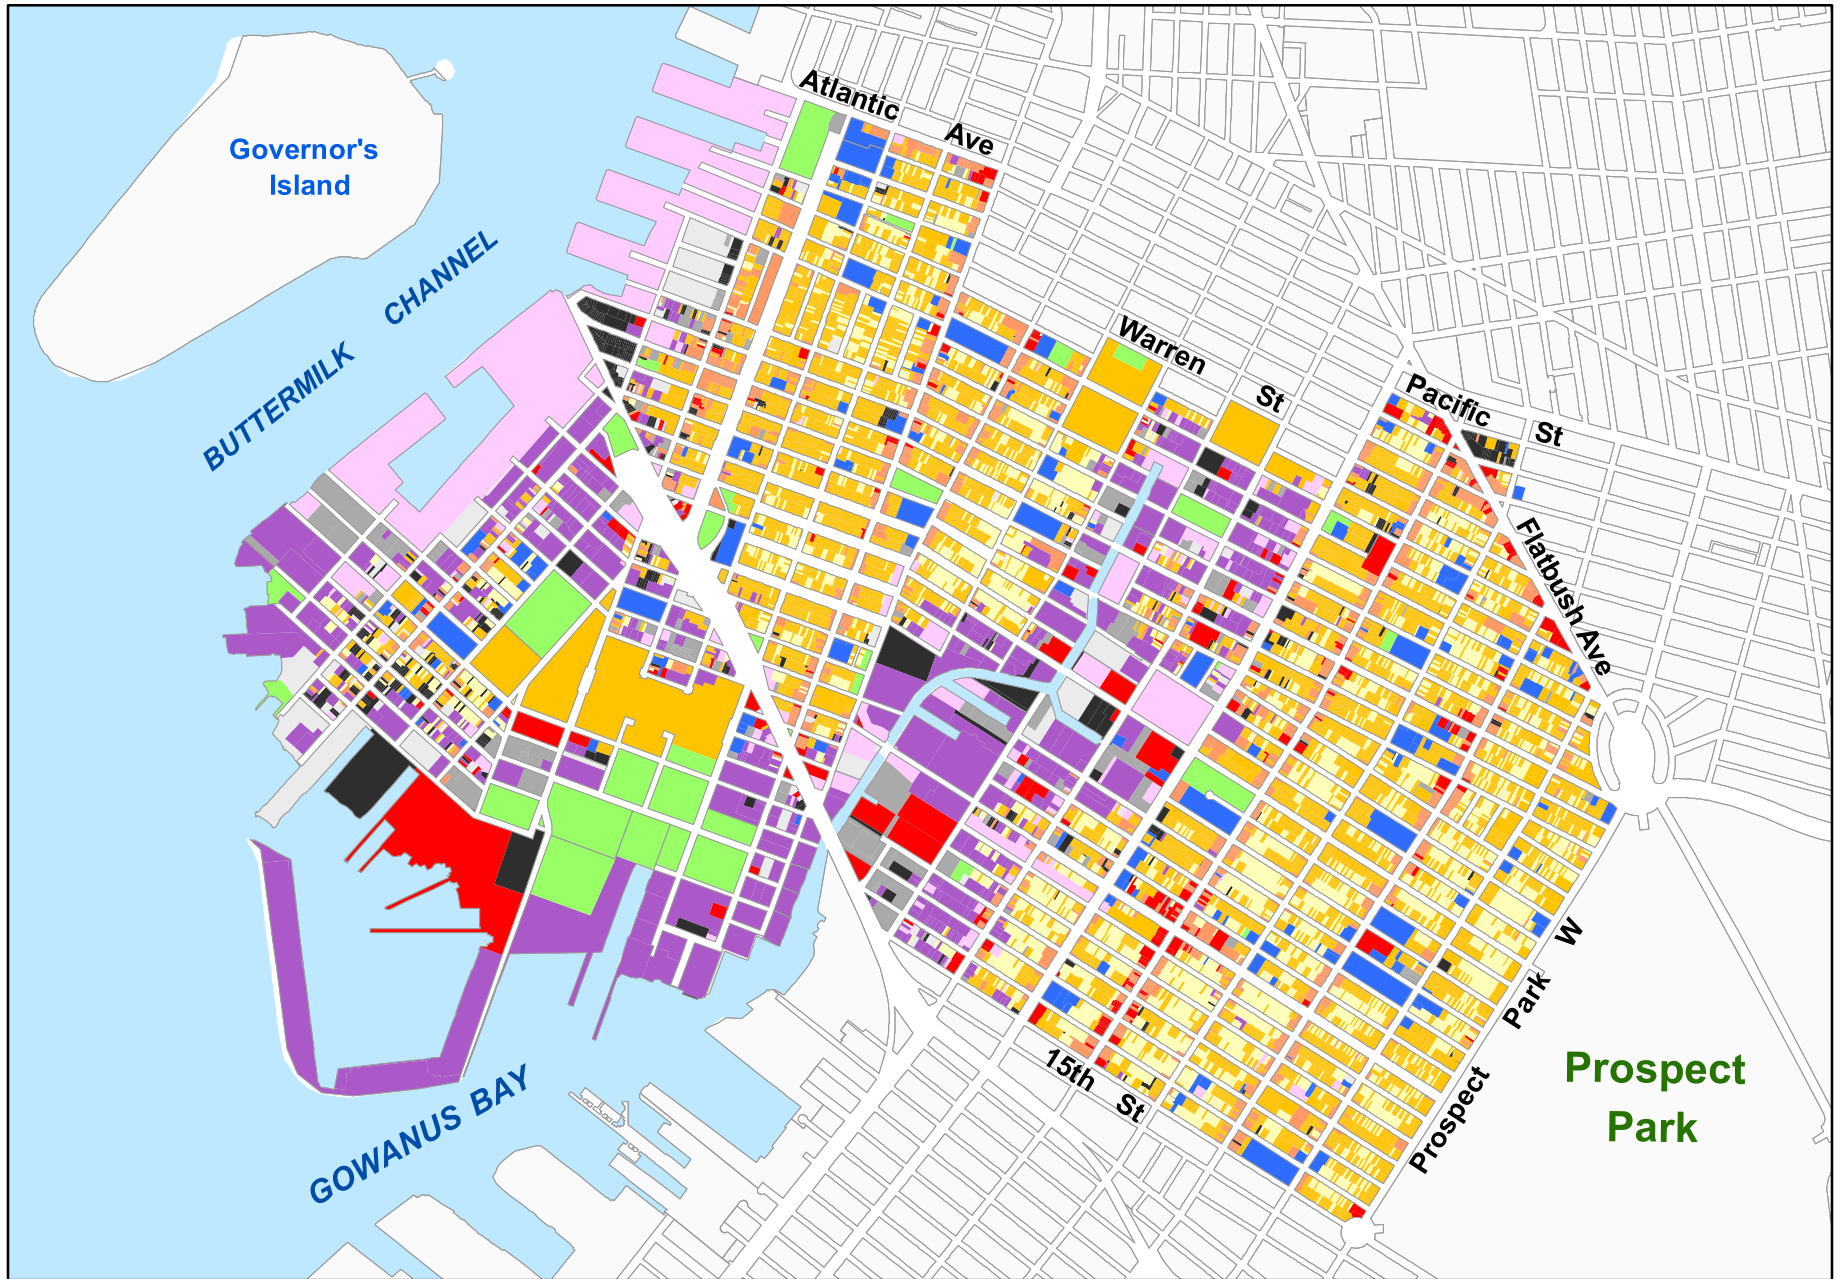 Atlantic
Ave
Governor's
Island
BUTTERMILK CHANNEL
Warren
St
Pacific
St
Flatbush Ave
Prospect Park W
15th
St
Prospect
Park
GOWANUS BAY